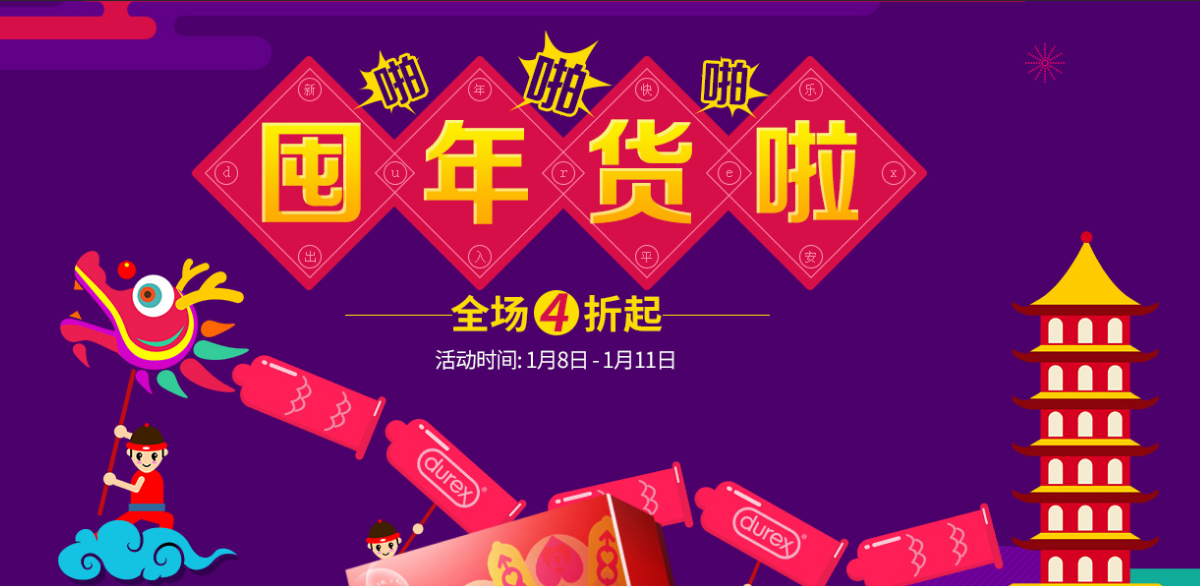 啪 啪 啪
新 年 快 乐
囤年货啦
d u r e x
出 入 平 安
全场4折起
活动时间: 1月8日 - 1月11日
durex
durex